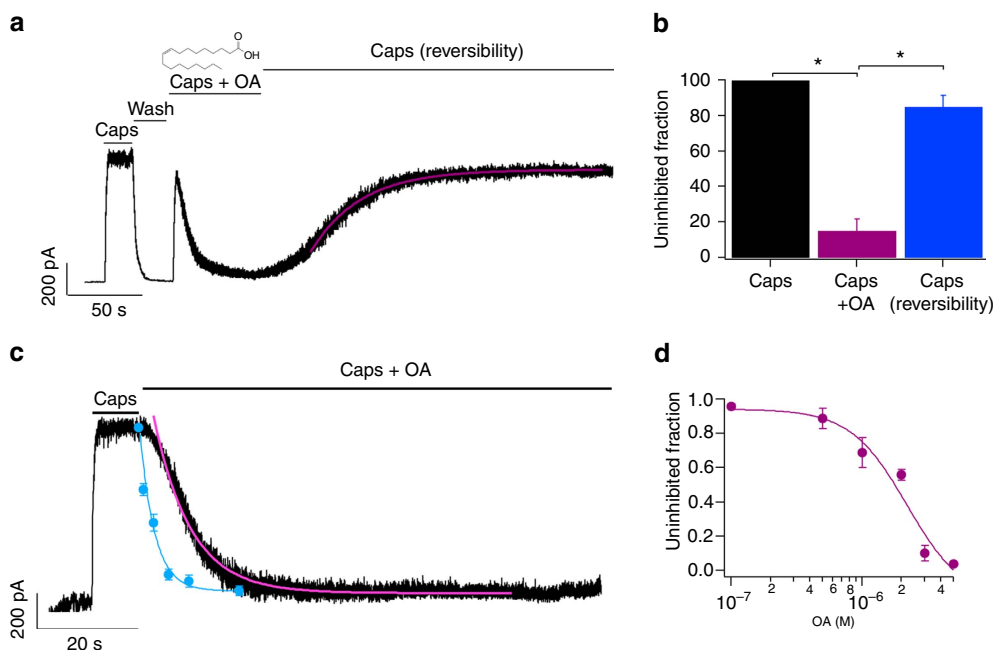 a
O
OH
Caps + OA
Caps (reversibility)
Wash
Caps
200 pA
50 s
b
*
*
Uninhibited fraction
100
80
60
40
20
0
Caps
Caps
+OA
Caps
(reversibility)
c
Caps + OA
Caps
200 pA
20 s
d
Uninhibited fraction
1.0
0.8
0.6
0.4
0.2
0.0
10⁻⁷ 2 4 6 8 10⁻⁶ 2 4
OA (M)